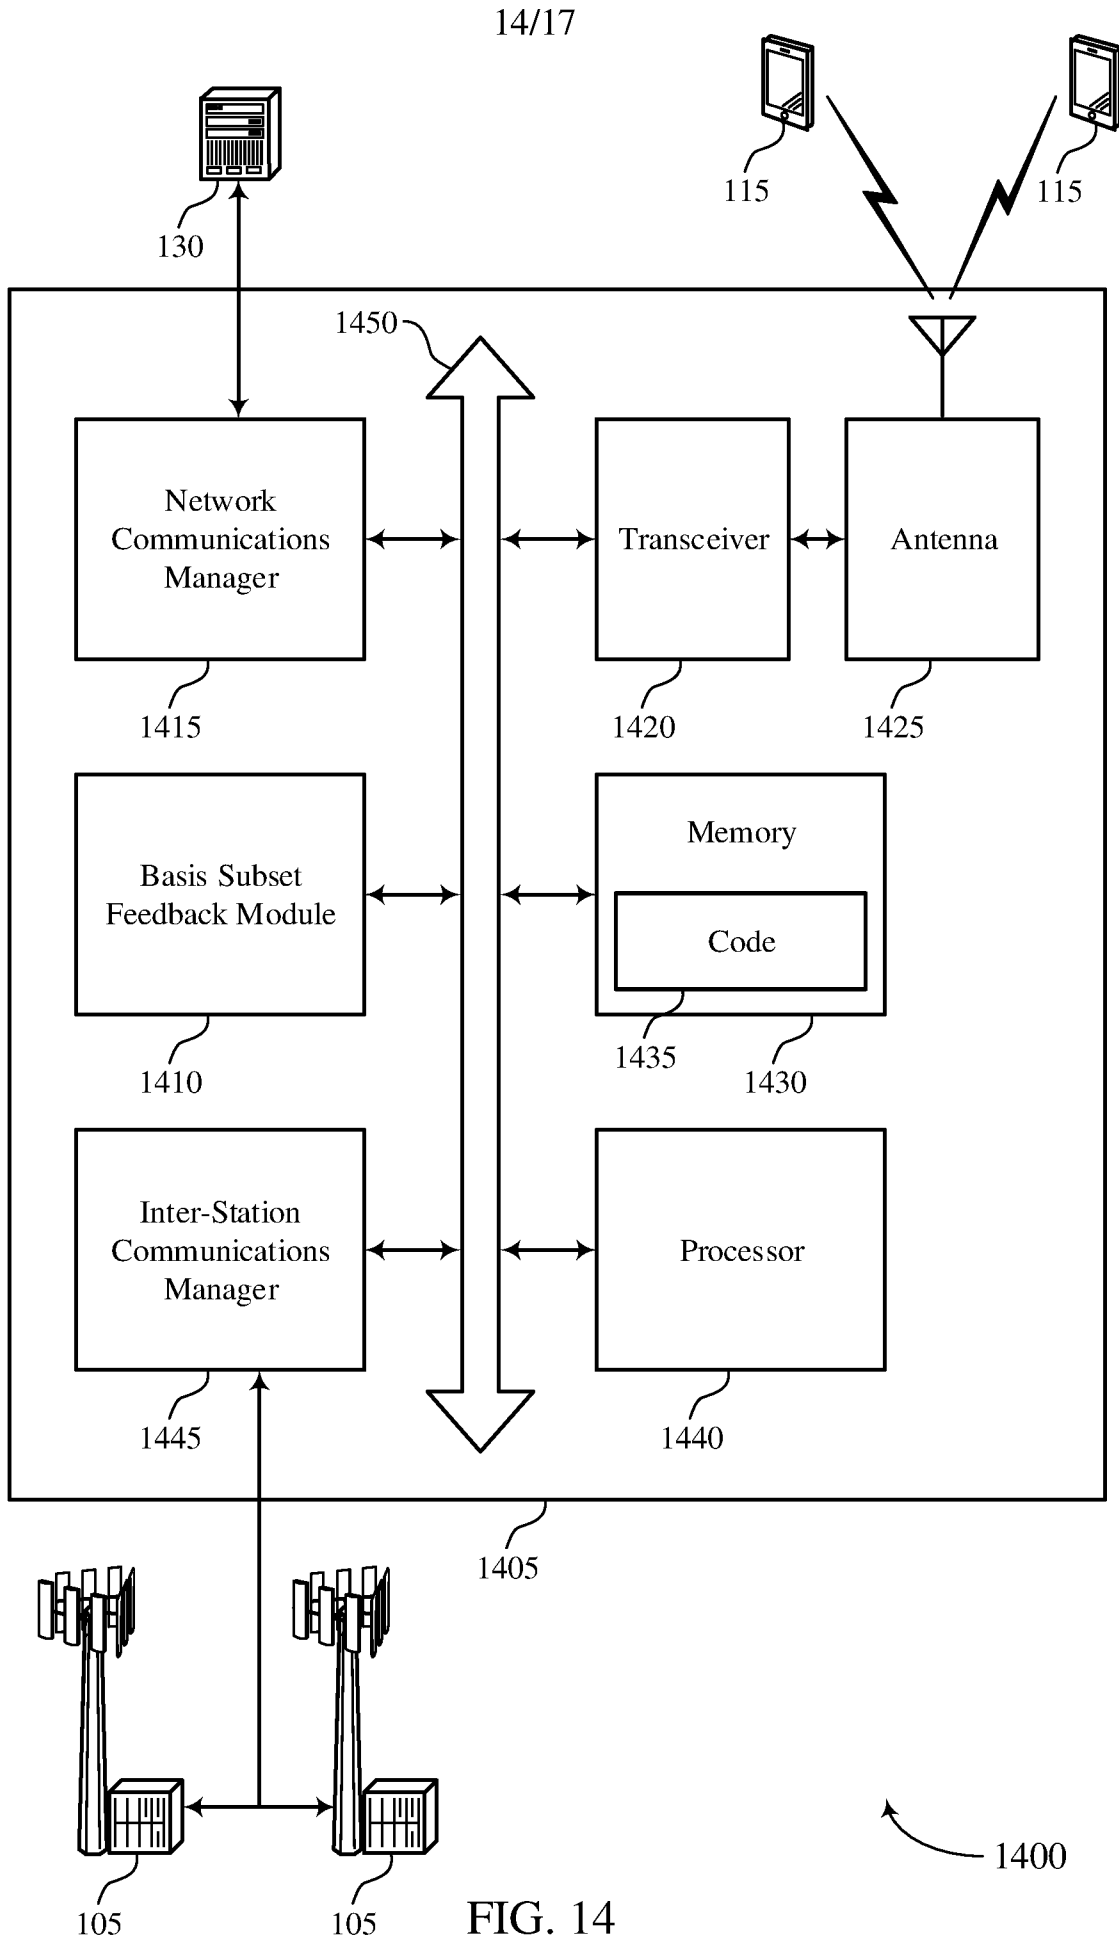 14/17
115
115
130
1450
Network
Communications
Manager
Transceiver
Antenna
1415
1420
1425
Basis Subset
Feedback Module
Memory
Code
1410
1435
1430
Inter-Station
Communications
Manager
Processor
1445
1440
1405
1400
105
105
FIG. 14